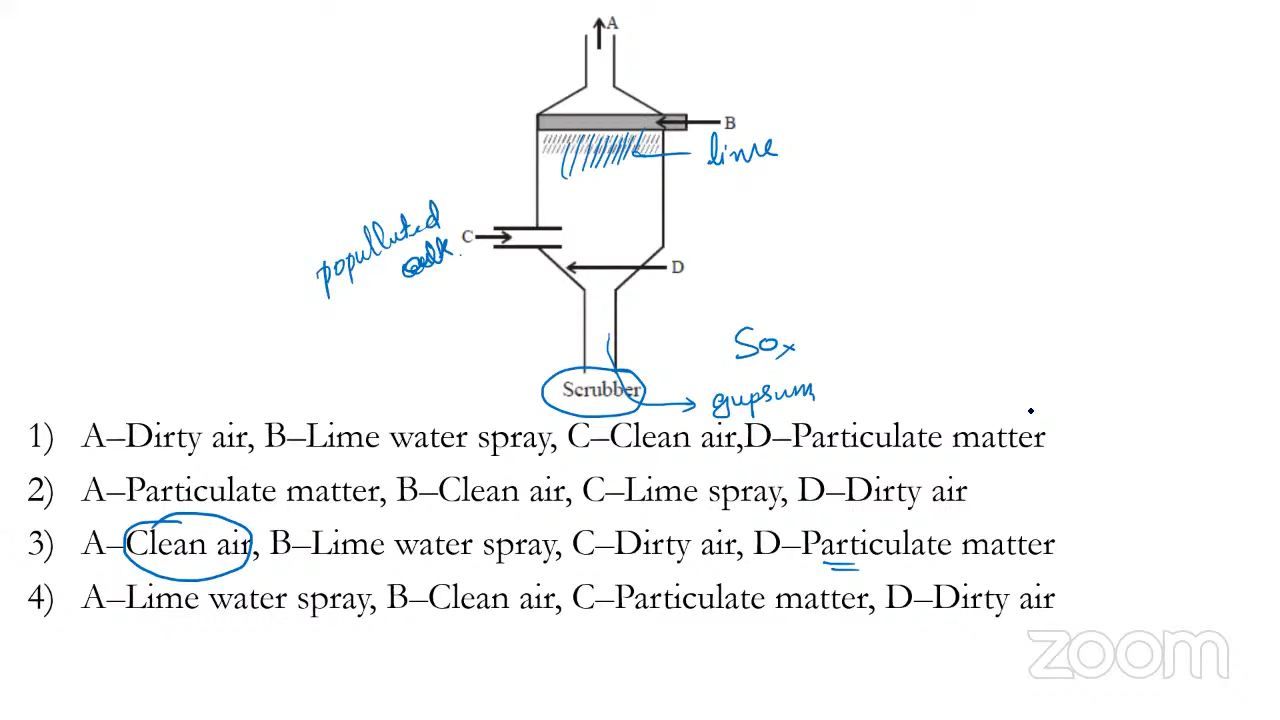 A
B
lime
populluted
C
D
SOx
Scrubber
gupsum
1) A–Dirty air, B–Lime water spray, C–Clean air,D–Particulate matter
2) A–Particulate matter, B–Clean air, C–Lime spray, D–Dirty air
3) A–Clean air, B–Lime water spray, C–Dirty air, D–Particulate matter
4) A–Lime water spray, B–Clean air, C–Particulate matter, D–Dirty air
zoom